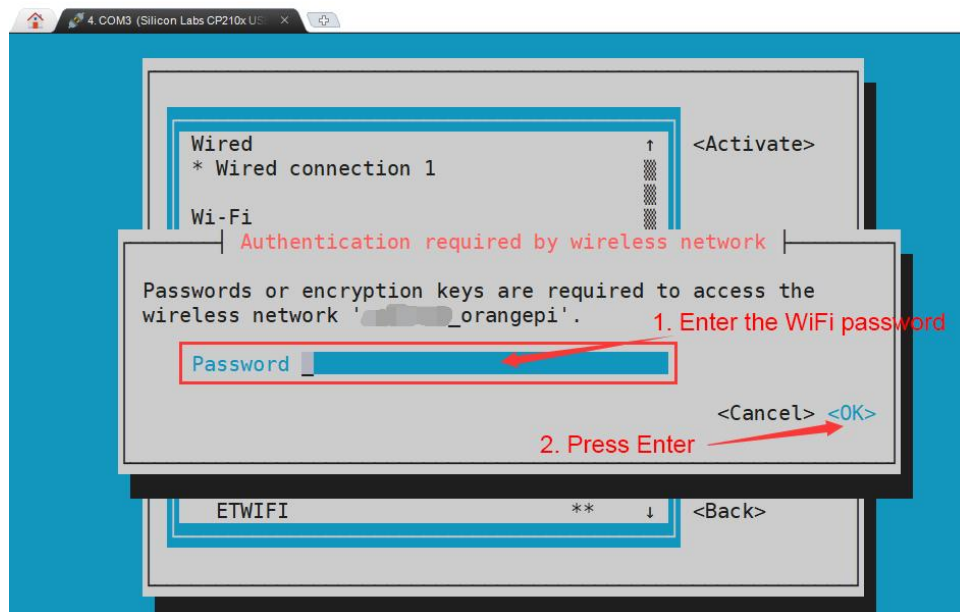 4. COM3 (Silicon Labs CP210x US
Wired
<Activate>
* Wired connection 1
Wi-Fi
Authentication required by wireless network
Passwords or encryption keys are required to access the
wireless network '_orangepi'.
1. Enter the WiFi password
Password
<Cancel> <OK>
2. Press Enter
ETWIFI ** <Back>